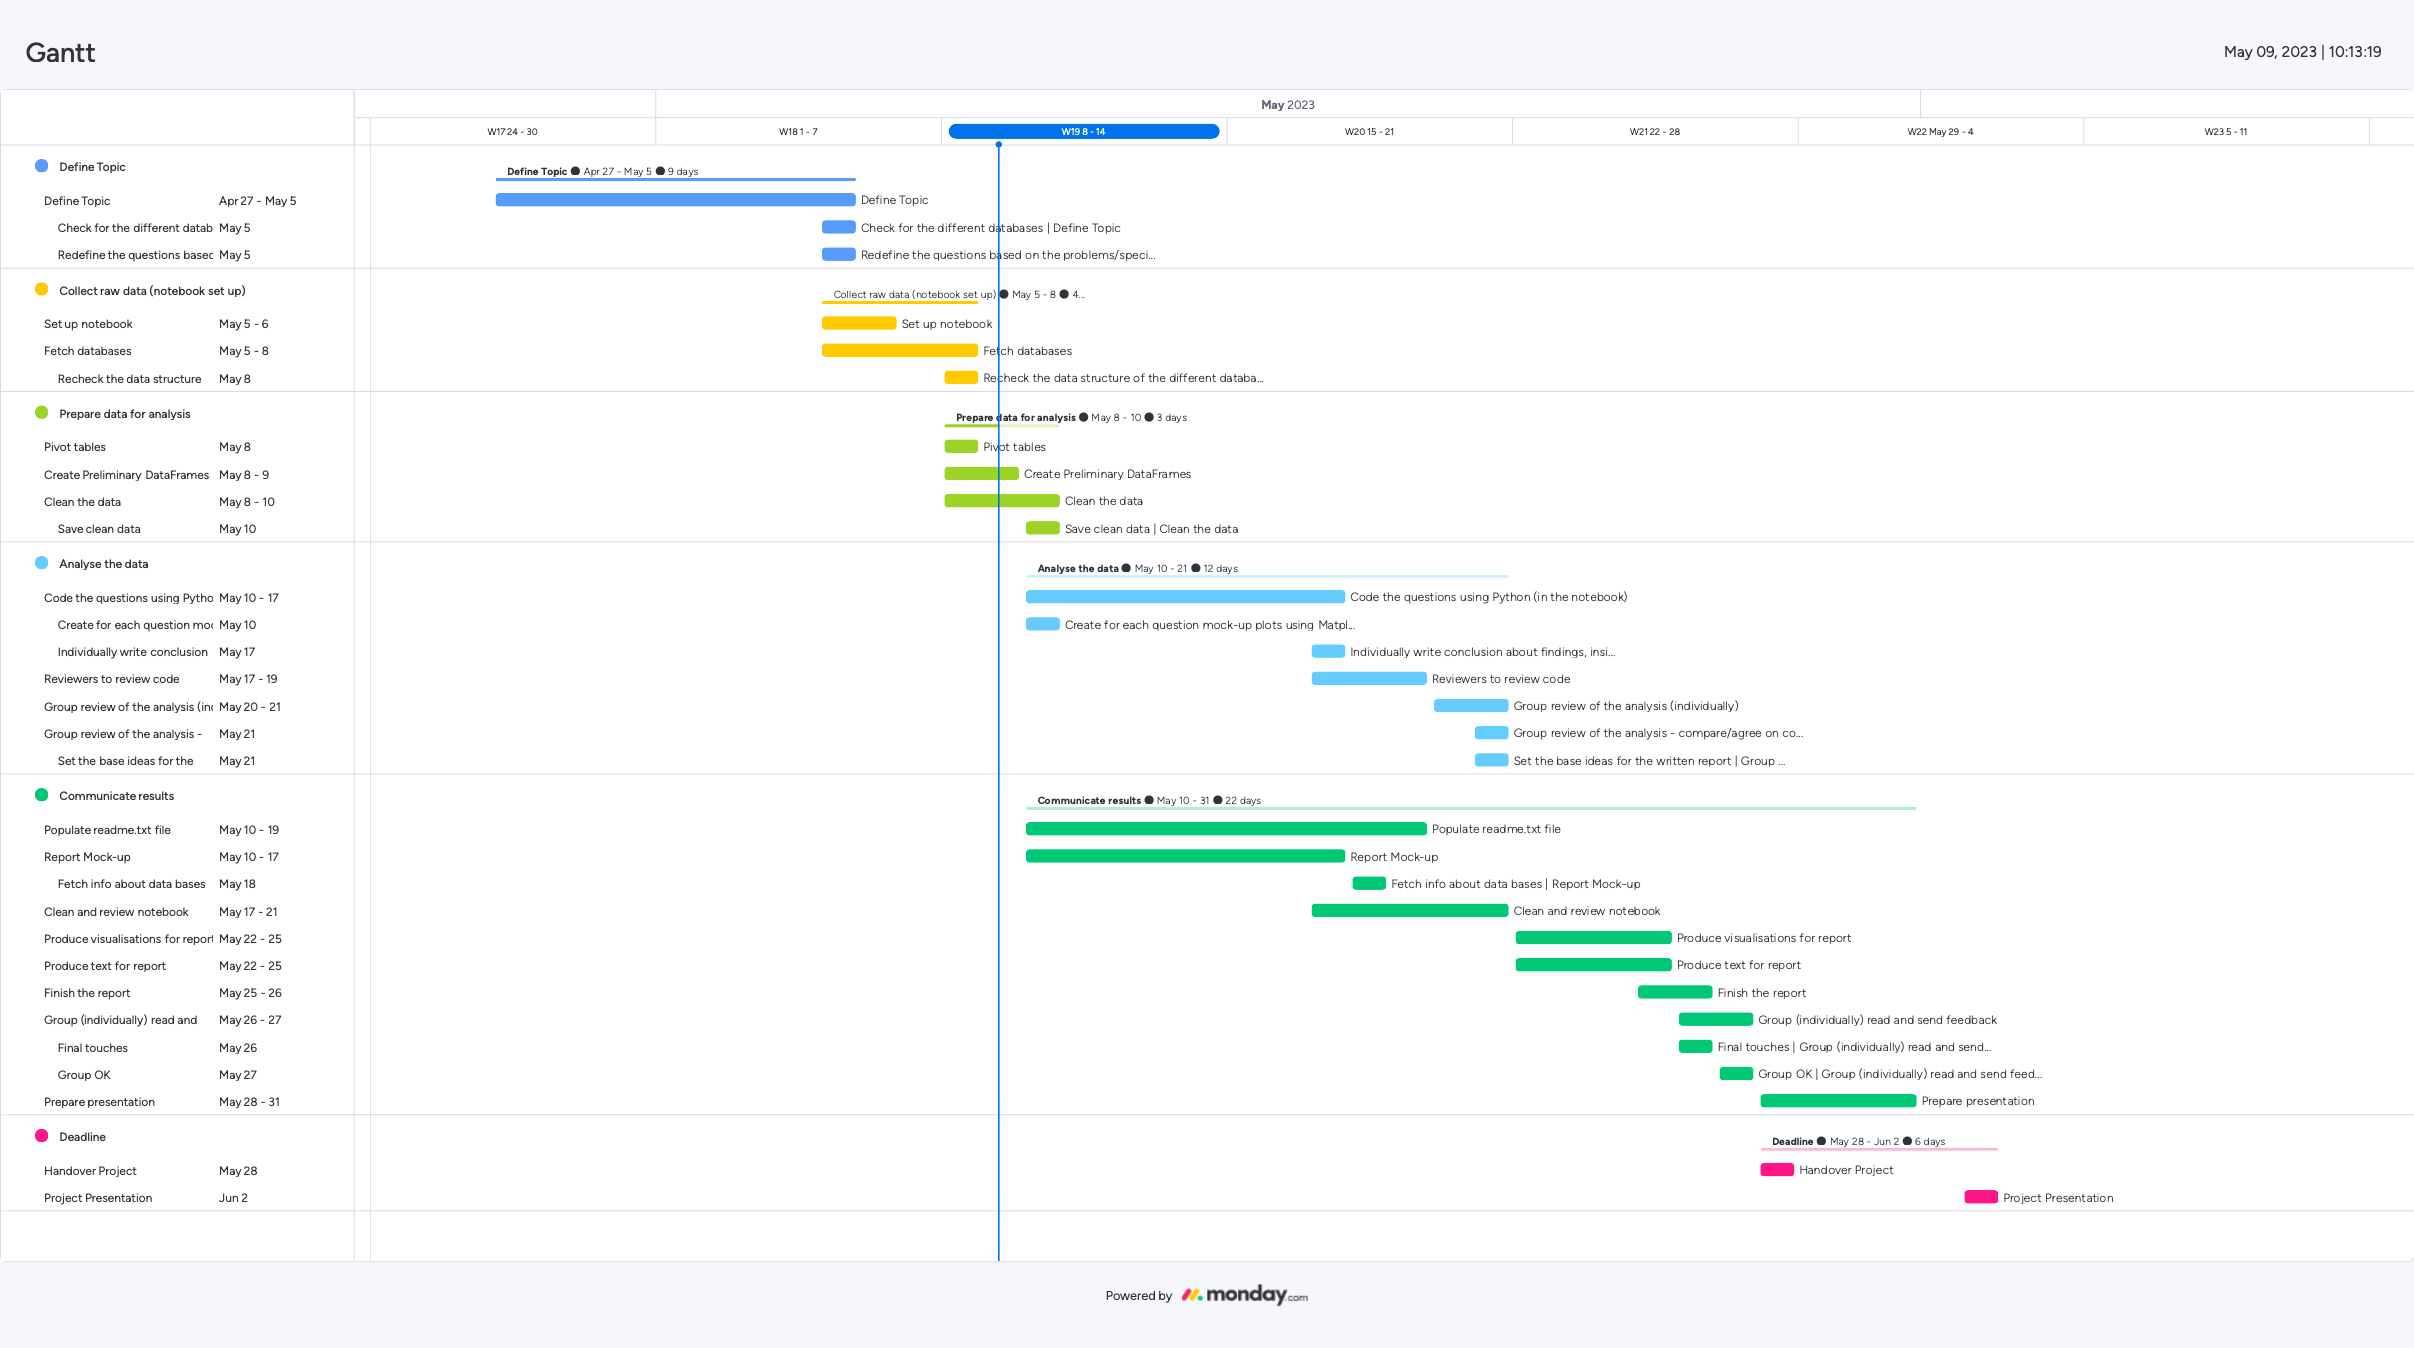 Gantt
May 09, 2023 | 10:13:19
May 2023
W17 24 - 30 W18 1 - 7 W19 8 - 14 W20 15 - 21 W21 22 - 28 W22 May 29 - 4 W23 5 - 11
Define Topic
Define Topic ● Apr 27 - May 5 ● 9 days
Define Topic Apr 27 - May 5 Define Topic
Check for the different datab May 5 Check for the different databases | Define Topic
Redefine the questions based May 5 Redefine the questions based on the problems/speci...
Collect raw data (notebook set up)
Collect raw data (notebook set up) ● May 5 - 8 ● 4...
Set up notebook May 5 - 6 Set up notebook
Fetch databases May 5 - 8 Fetch databases
Recheck the data structure May 8 Recheck the data structure of the different databa...
Prepare data for analysis
Prepare data for analysis ● May 8 - 10 ● 3 days
Pivot tables May 8 Pivot tables
Create Preliminary DataFrames May 8 - 9 Create Preliminary DataFrames
Clean the data May 8 - 10 Clean the data
Save clean data May 10 Save clean data | Clean the data
Analyse the data
Analyse the data ● May 10 - 21 ● 12 days
Code the questions using Pytho May 10 - 17 Code the questions using Python (in the notebook)
Create for each question moc May 10 Create for each question mock-up plots using Matpl...
Individually write conclusion May 17 Individually write conclusion about findings, insi...
Reviewers to review code May 17 - 19 Reviewers to review code
Group review of the analysis (ind May 20 - 21 Group review of the analysis (individually)
Group review of the analysis - May 21 Group review of the analysis - compare/agree on co...
Set the base ideas for the May 21 Set the base ideas for the written report | Group ...
Communicate results
Communicate results ● May 10 - 31 ● 22 days
Populate readme.txt file May 10 - 19 Populate readme.txt file
Report Mock-up May 10 - 17 Report Mock-up
Fetch info about data bases May 18 Fetch info about data bases | Report Mock-up
Clean and review notebook May 17 - 21 Clean and review notebook
Produce visualisations for report May 22 - 25 Produce visualisations for report
Produce text for report May 22 - 25 Produce text for report
Finish the report May 25 - 26 Finish the report
Group (individually) read and May 26 - 27 Group (individually) read and send feedback
Final touches May 26 Final touches | Group (individually) read and send...
Group OK May 27 Group OK | Group (individually) read and send feed...
Prepare presentation May 28 - 31 Prepare presentation
Deadline
Deadline ● May 28 - Jun 2 ● 6 days
Handover Project May 28 Handover Project
Project Presentation Jun 2 Project Presentation
Powered by monday.com